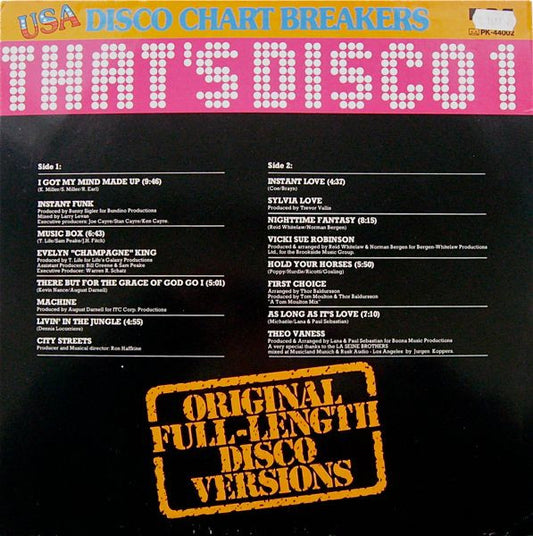 USA DISCO CHART BREAKERS
PK-44002
THAT'S DISCO 1
Side 1:
I GOT MY MIND MADE UP (9:46)
(K. Miller/S. Miller/R. Earl)
INSTANT FUNK
Produced by Bunny Sigler for Bundino Productions
Mixed by Larry Levan
Executive producers: Joe Cayre/Stan Cayre/Ken Cayre.
MUSIC BOX (6:43)
(T. Life/Sam Peake/J.H. Fitch)
EVELYN "CHAMPAGNE" KING
Produced by T. Life for Life's Galaxy Productions
Assistant Producers: Bill Greene & Sam Peake
Executive Producer: Warren R. Schatz
THERE BUT FOR THE GRACE OF GOD GO I (5:01)
(Kevin Nance/August Darnell)
MACHINE
Produced by August Darnell for ITC Corp. Productions
LIVIN' IN THE JUNGLE (4:55)
(Dennis Locorriere)
CITY STREETS
Producer and Musical director: Ron Haffkine
Side 2:
INSTANT LOVE (4:37)
(Coe/Brays)
SYLVIA LOVE
Produced by Trevor Vallis
NIGHTTIME FANTASY (8:15)
(Reid Whitelaw/Norman Bergen)
VICKI SUE ROBINSON
Produced & arranged by Reid Whitelaw & Norman Bergen for Bergen-Whitelaw Productions
Ltd., for the Brookside Music Group.
HOLD YOUR HORSES (5:50)
(Poppy/Hurdle/Ricotti/Gosling)
FIRST CHOICE
Arranged by Thor Baldursson
Produced by Tom Moulton & Thor Baldursson
"A Tom Moulton Mix"
AS LONG AS IT'S LOVE (7:10)
(Michaele/Lana & Paul Sebastian)
THEO VANESS
Produced & Arranged by Lana & Paul Sebastian for Boona Music Productions
A very special thanks to the LA SEINE BROTHERS
mixed at Musicland Munich & Rusk Audio - Los Angeles by Jurgen Koppers.
ORIGINAL
FULL-LENGTH
DISCO
VERSIONS